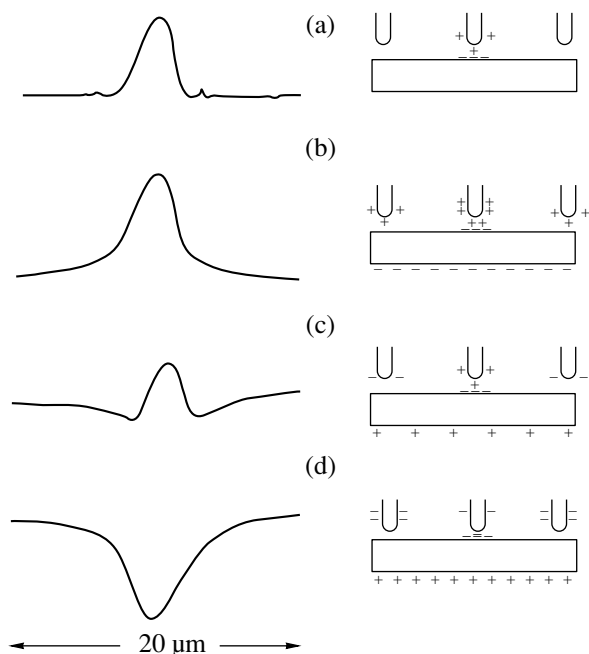 (a)
+ + +
− − −
(b)
+ + + + + + + + + + + +
− − −
− − − − − − − − − −
(c)
− − + + + − −
− − −
+ + + + + +
(d)
= = − − = =
− = −
+ + + + + + + + + + +
20 µm